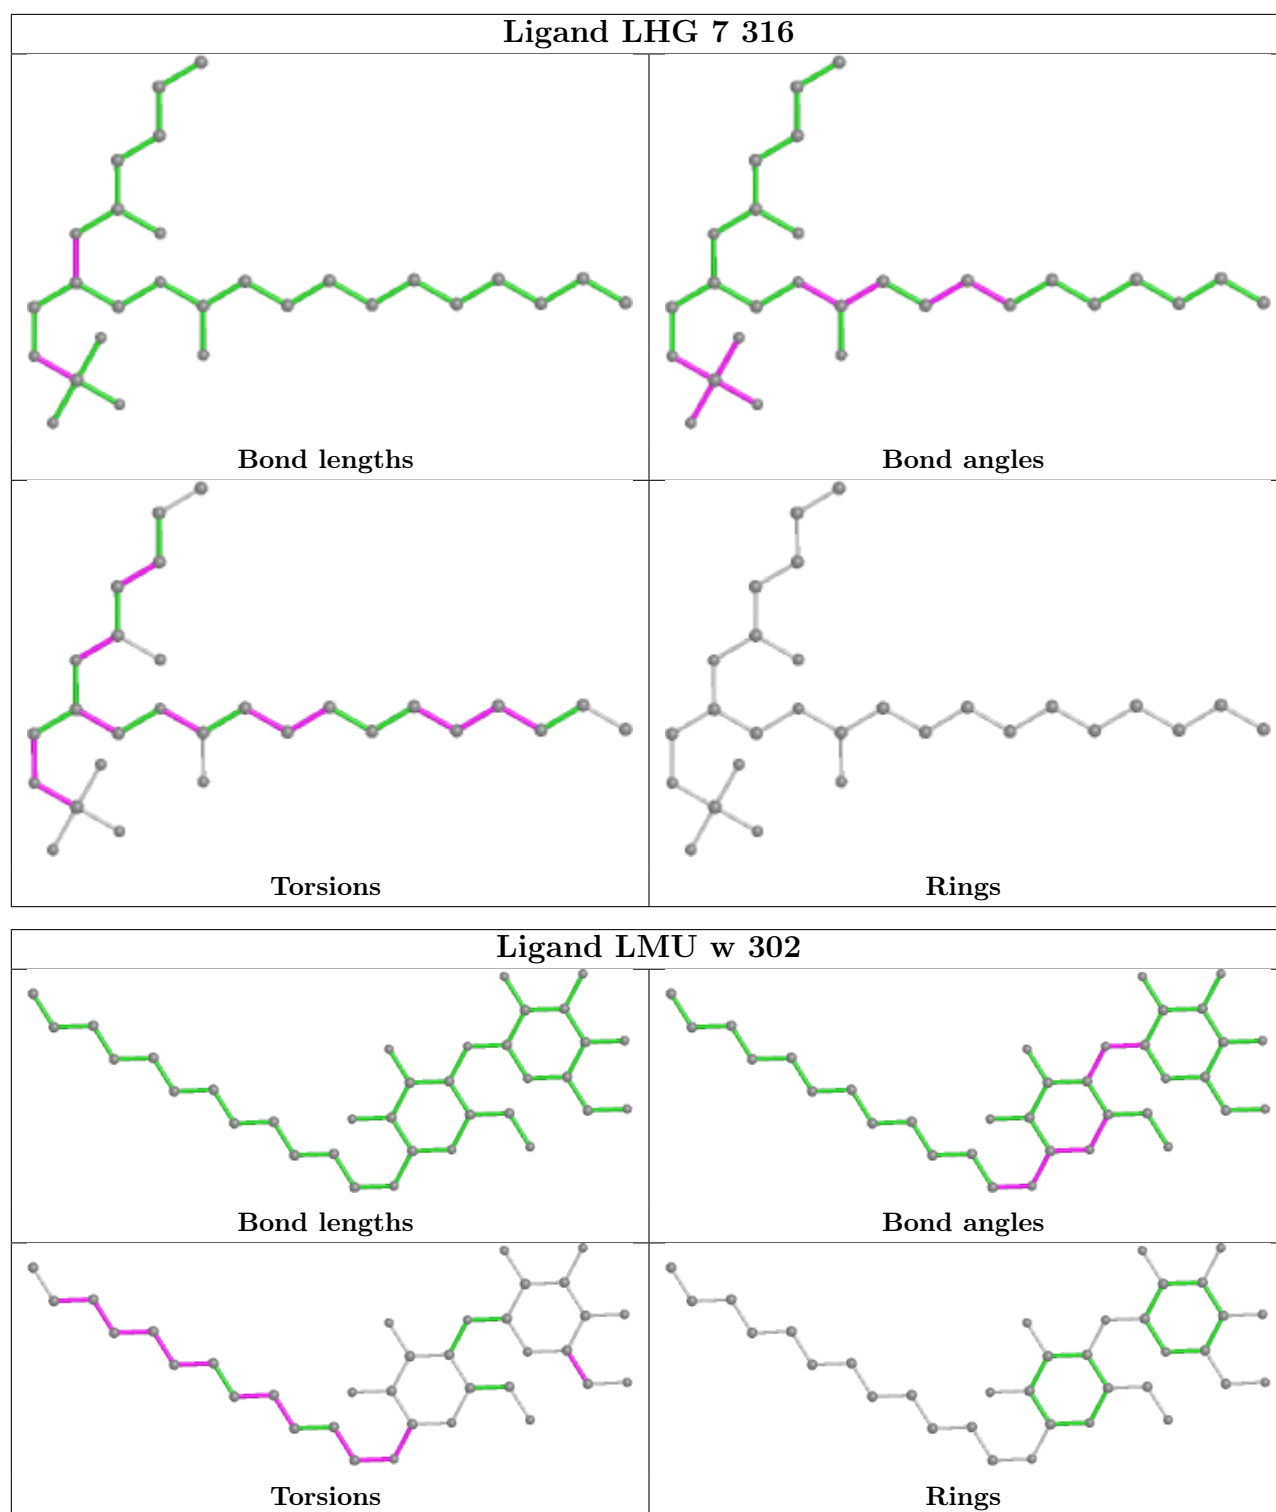 Ligand LHG 7 316
Bond lengths
Bond angles
Torsions
Rings
Ligand LMU w 302
Bond lengths
Bond angles
Torsions
Rings